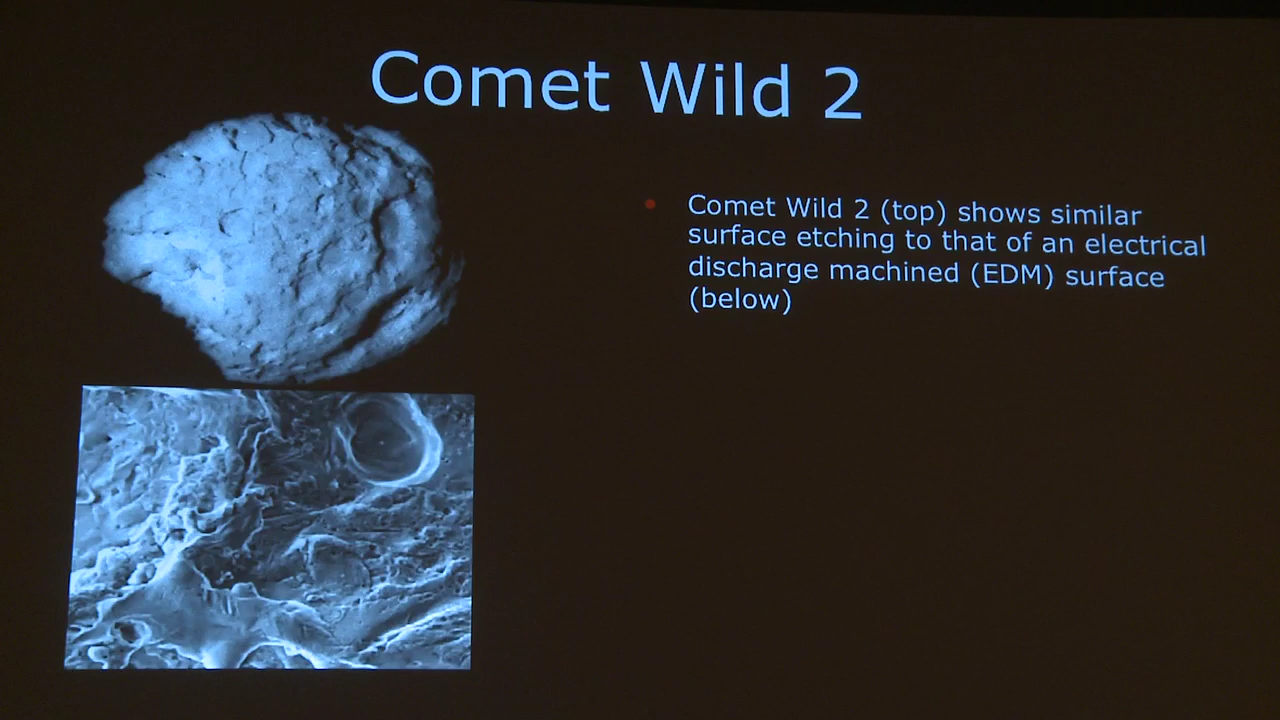 Comet Wild 2
• Comet Wild 2 (top) shows similar
surface etching to that of an electrical
discharge machined (EDM) surface
(below)